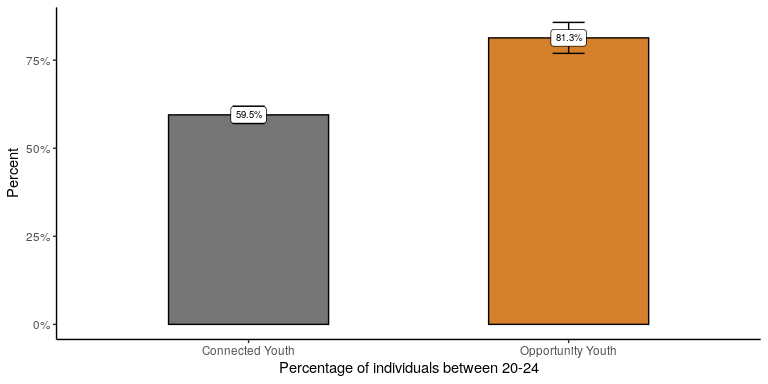 Percent
75%
50%
25%
0%
59.5%
81.3%
Connected Youth
Opportunity Youth
Percentage of individuals between 20-24